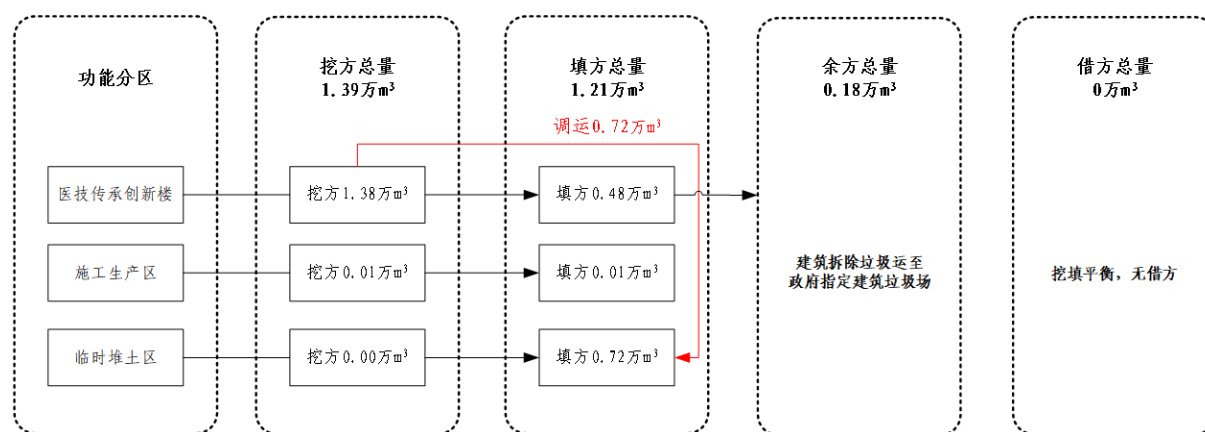 功能分区
挖方总量
1.39万m³
填方总量
1.21万m³
余方总量
0.18万m³
借方总量
0万m³
调运0.72万m³
医技传承创新楼
挖方1.38万m³
填方0.48万m³
施工生产区
挖方0.01万m³
填方0.01万m³
建筑拆除垃圾运至
政府指定建筑垃圾场
挖填平衡，无借方
临时堆土区
挖方0.00万m³
填方0.72万m³